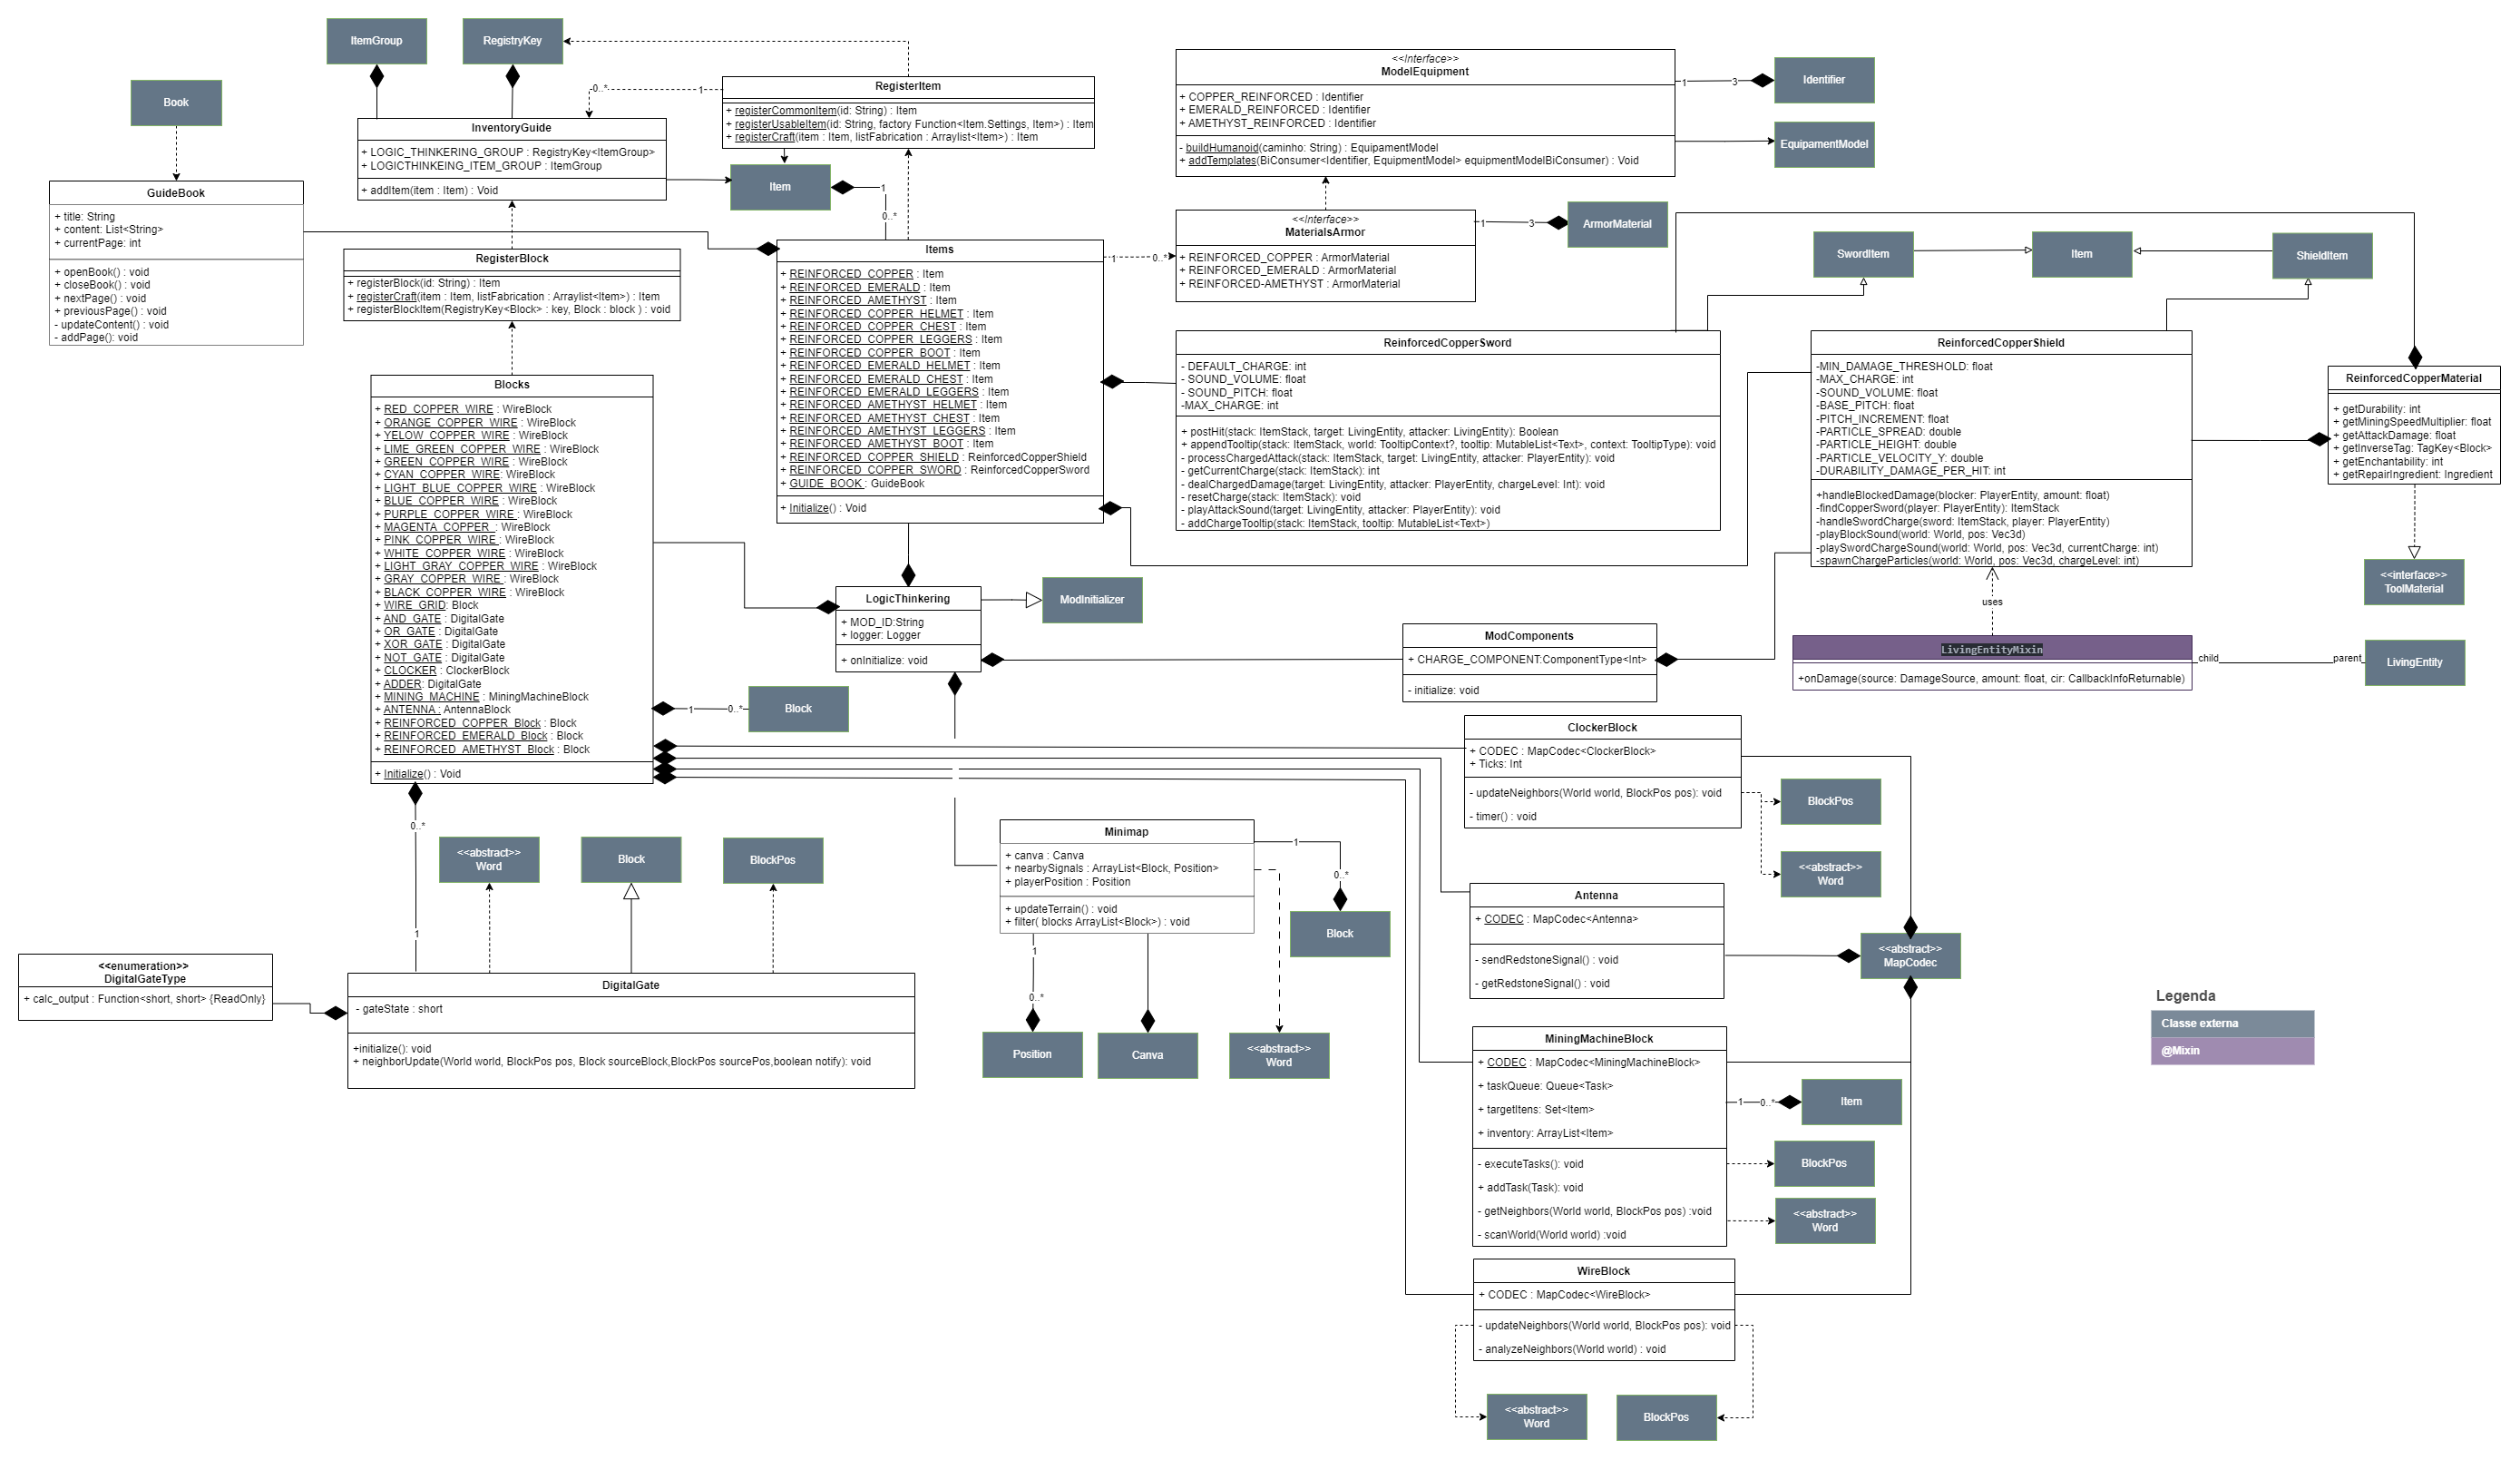 ItemGroup
RegistryKey
Book
RegisterItem
+ registerCommonItem(id: String) : Item
+ registerUsableItem(id: String, factory Function<Item.Settings, Item>) : Item
+ registerCraft(item : Item, listFabrication : Arraylist<Item>) : Item
0..*
1
InventoryGuide
+ LOGIC_THINKERING_GROUP : RegistryKey<ItemGroup>
+ LOGICTHINKEING_ITEM_GROUP : ItemGroup
+ addItem(item : Item) : Void
Item
1
0..*
GuideBook
+ title: String
+ content: List<String>
+ currentPage: int
+ openBook() : void
+ closeBook() : void
+ nextPage() : void
+ previousPage() : void
- updateContent() : void
- addPage(): void
RegisterBlock
+ registerBlock(id: String) : Item
+ registerCraft(item : Item, listFabrication : Arraylist<Item>) : Item
+ registerBlockItem(RegistryKey<Block> : key, Block : block ) : void
<<Interface>>
ModelEquipment
+ COPPER_REINFORCED : Identifier
+ EMERALD_REINFORCED : Identifier
+ AMETHYST_REINFORCED : Identifier
- buildHumanoid(caminho: String) : EquipamentModel
+ addTemplates(BiConsumer<Identifier, EquipmentModel> equipmentModelBiConsumer) : Void
1
3
Identifier
EquipamentModel
<<Interface>>
MaterialsArmor
+ REINFORCED_COPPER : ArmorMaterial
+ REINFORCED_EMERALD : ArmorMaterial
+ REINFORCED-AMETHYST : ArmorMaterial
1
3
ArmorMaterial
1
0..*
Items
+ REINFORCED_COPPER : Item
+ REINFORCED_EMERALD : Item
+ REINFORCED_AMETHYST : Item
+ REINFORCED_COPPER_HELMET : Item
+ REINFORCED_COPPER_CHEST : Item
+ REINFORCED_COPPER_LEGGERS : Item
+ REINFORCED_COPPER_BOOT : Item
+ REINFORCED_EMERALD_HELMET : Item
+ REINFORCED_EMERALD_CHEST : Item
+ REINFORCED_EMERALD_LEGGERS : Item
+ REINFORCED_AMETHYST_HELMET : Item
+ REINFORCED_AMETHYST_CHEST : Item
+ REINFORCED_AMETHYST_LEGGERS : Item
+ REINFORCED_AMETHYST_BOOT : Item
+ REINFORCED_COPPER_SHIELD : ReinforcedCopperShield
+ REINFORCED_COPPER_SWORD : ReinforcedCopperSword
+ GUIDE_BOOK : GuideBook
+ Initialize() : Void
SwordItem
Item
ShieldItem
ReinforcedCopperSword
- DEFAULT_CHARGE: int
- SOUND_VOLUME: float
- SOUND_PITCH: float
-MAX_CHARGE: int
+ postHit(stack: ItemStack, target: LivingEntity, attacker: LivingEntity): Boolean
+ appendTooltip(stack: ItemStack, world: TooltipContext?, tooltip: MutableList<Text>, context: TooltipType): void
- processChargedAttack(stack: ItemStack, target: LivingEntity, attacker: PlayerEntity): void
- getCurrentCharge(stack: ItemStack): int
- dealChargedDamage(target: LivingEntity, attacker: PlayerEntity, chargeLevel: Int): void
- resetCharge(stack: ItemStack): void
- playAttackSound(target: LivingEntity, attacker: PlayerEntity): void
- addChargeTooltip(stack: ItemStack, tooltip: MutableList<Text>)
ReinforcedCopperShield
-MIN_DAMAGE_THRESHOLD: float
-MAX_CHARGE: int
-SOUND_VOLUME: float
-BASE_PITCH: float
-PITCH_INCREMENT: float
-PARTICLE_SPREAD: double
-PARTICLE_HEIGHT: double
-PARTICLE_VELOCITY_Y: double
-DURABILITY_DAMAGE_PER_HIT: int
+handleBlockedDamage(blocker: PlayerEntity, amount: float)
-findCopperSword(player: PlayerEntity): ItemStack
-handleSwordCharge(sword: ItemStack, player: PlayerEntity)
-playBlockSound(world: World, pos: Vec3d)
-playSwordChargeSound(world: World, pos: Vec3d, currentCharge: int)
-spawnChargeParticles(world: World, pos: Vec3d, chargeLevel: int)
ReinforcedCopperMaterial
+ getDurability: int
+ getMiningSpeedMultiplier: float
+ getAttackDamage: float
+ getInverseTag: TagKey<Block>
+ getEnchantability: int
+ getRepairIngredient: Ingredient
<<interface>>
ToolMaterial
uses
LivingEntityMixin
+onDamage(source: DamageSource, amount: float, cir: CallbackInfoReturnable)
child
parent
LivingEntity
Blocks
+ RED_COPPER_WIRE : WireBlock
+ ORANGE_COPPER_WIRE : WireBlock
+ YELOW_COPPER_WIRE : WireBlock
+ LIME_GREEN_COPPER_WIRE : WireBlock
+ GREEN_COPPER_WIRE : WireBlock
+ CYAN_COPPER_WIRE: WireBlock
+ LIGHT_BLUE_COPPER_WIRE : WireBlock
+ BLUE_COPPER_WIRE : WireBlock
+ PURPLE_COPPER_WIRE : WireBlock
+ MAGENTA_COPPER_: WireBlock
+ PINK_COPPER_WIRE : WireBlock
+ WHITE_COPPER_WIRE : WireBlock
+ LIGHT_GRAY_COPPER_WIRE : WireBlock
+ GRAY_COPPER_WIRE : WireBlock
+ BLACK_COPPER_WIRE : WireBlock
+ WIRE_GRID: Block
+ AND_GATE : DigitalGate
+ OR_GATE : DigitalGate
+ XOR_GATE : DigitalGate
+ NOT_GATE : DigitalGate
+ CLOCKER : ClockerBlock
+ ADDER: DigitalGate
+ MINING_MACHINE : MiningMachineBlock
+ ANTENNA : AntennaBlock
+ REINFORCED_COPPER_Block : Block
+ REINFORCED_EMERALD_Block : Block
+ REINFORCED_AMETHYST_Block : Block
+ Initialize() : Void
1
0..*
Block
LogicThinkering
+ MOD_ID:String
+ logger: Logger
+ onInitialize: void
ModInitializer
ModComponents
+ CHARGE_COMPONENT:ComponentType<Int>
- initialize: void
ClockerBlock
+ CODEC : MapCodec<ClockerBlock>
+ Ticks: Int
- updateNeighbors(World world, BlockPos pos): void
- timer() : void
BlockPos
<<abstract>>
Word
0..*
1
<<abstract>>
Word
Block
BlockPos
Minimap
+ canva : Canva
+ nearbySignals : ArrayList<Block, Position>
+ playerPosition : Position
+ updateTerrain() : void
+ filter( blocks ArrayList<Block>) : void
1
0..*
Block
1
0..*
Position
Canva
<<abstract>>
Word
Antenna
+ CODEC : MapCodec<Antenna>
- sendRedstoneSignal() : void
- getRedstoneSignal() : void
<<abstract>>
MapCodec
<<enumeration>>
DigitalGateType
+ calc_output : Function<short, short> {ReadOnly}
DigitalGate
- gateState : short
+initialize(): void
+ neighborUpdate(World world, BlockPos pos, Block sourceBlock,BlockPos sourcePos,boolean notify): void
MiningMachineBlock
+ CODEC : MapCodec<MiningMachineBlock>
+ taskQueue: Queue<Task>
+ targetItens: Set<Item>
+ inventory: ArrayList<Item>
- executeTasks(): void
+ addTask(Task): void
- getNeighbors(World world, BlockPos pos) :void
- scanWorld(World world) :void
1
0..*
Item
BlockPos
<<abstract>>
Word
Legenda
Classe externa
@Mixin
WireBlock
+ CODEC : MapCodec<WireBlock>
- updateNeighbors(World world, BlockPos pos): void
- analyzeNeighbors(World world) : void
<<abstract>>
Word
BlockPos